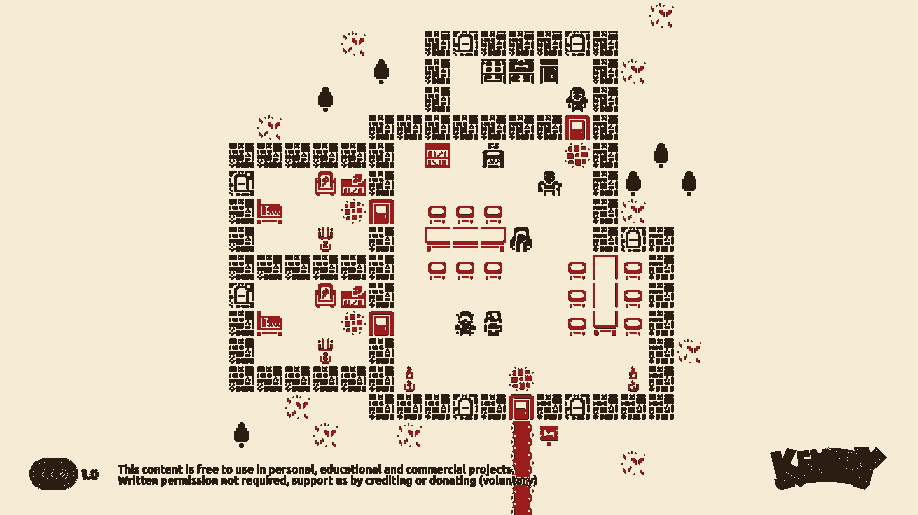 1.0
This content is free to use in personal, educational and commercial projects.
Written permission not required, support us by crediting or donating (voluntary)
KENNEY